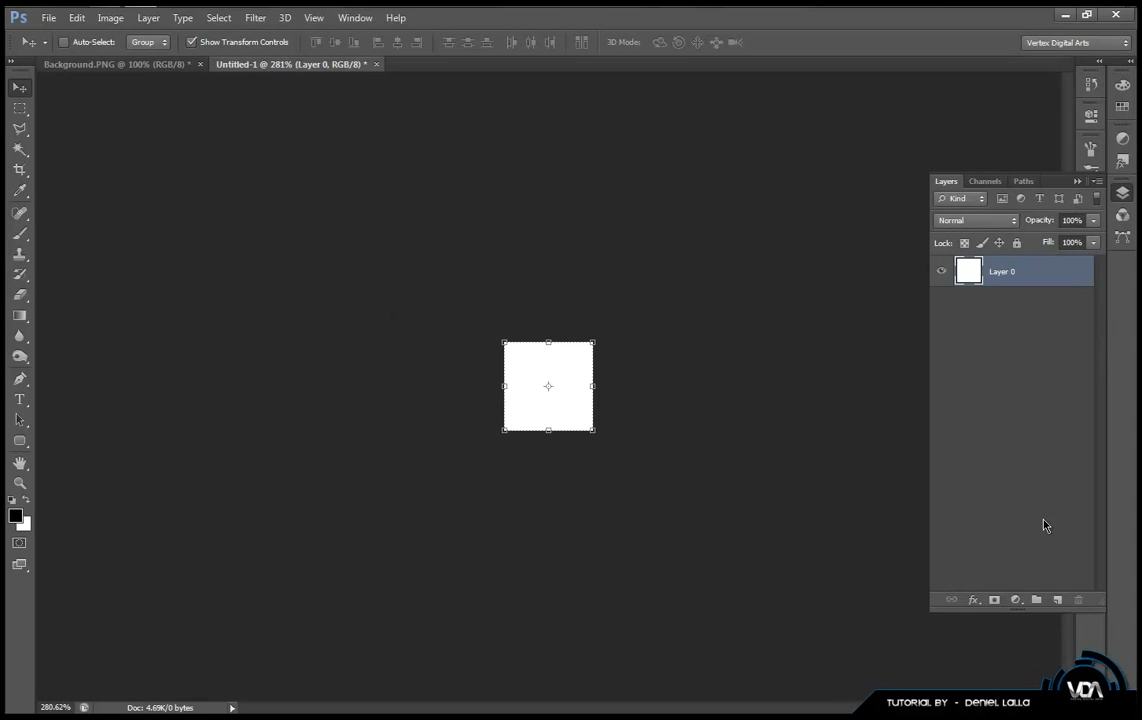 Ps File Edit Image Layer Type Select Filter 3D View Window Help
Auto-Select: Group Show Transform Controls 3D Mode: Vertex Digital Arts
Background.PNG @ 100% (RGB/8) * × Untitled-1 @ 281% (Layer 0, RGB/8) * ×
Layers Channels Paths
Kind
Normal Opacity: 100%
Lock: Fill: 100%
Layer 0
fx
280.62% Doc: 4.69K/0 bytes
TUTORIAL BY - DENIEL LALLA
VDA